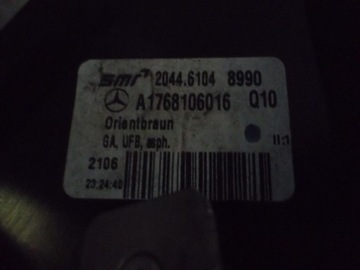 smr 2044.6104 8990
A1768106016 Q10
Orientbraun
GA, UFB, asph.
2106
23:24:40